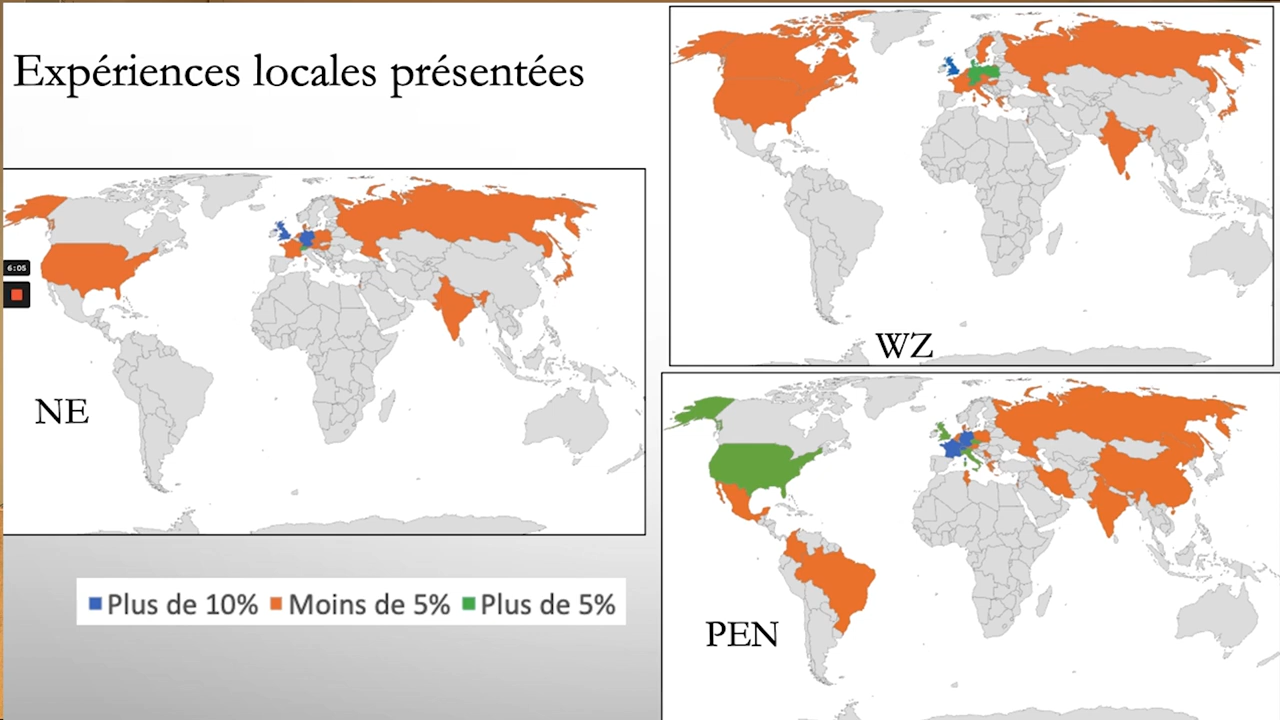 Expériences locales présentées
WZ
6:05
NE
Plus de 10% Moins de 5% Plus de 5%
PEN